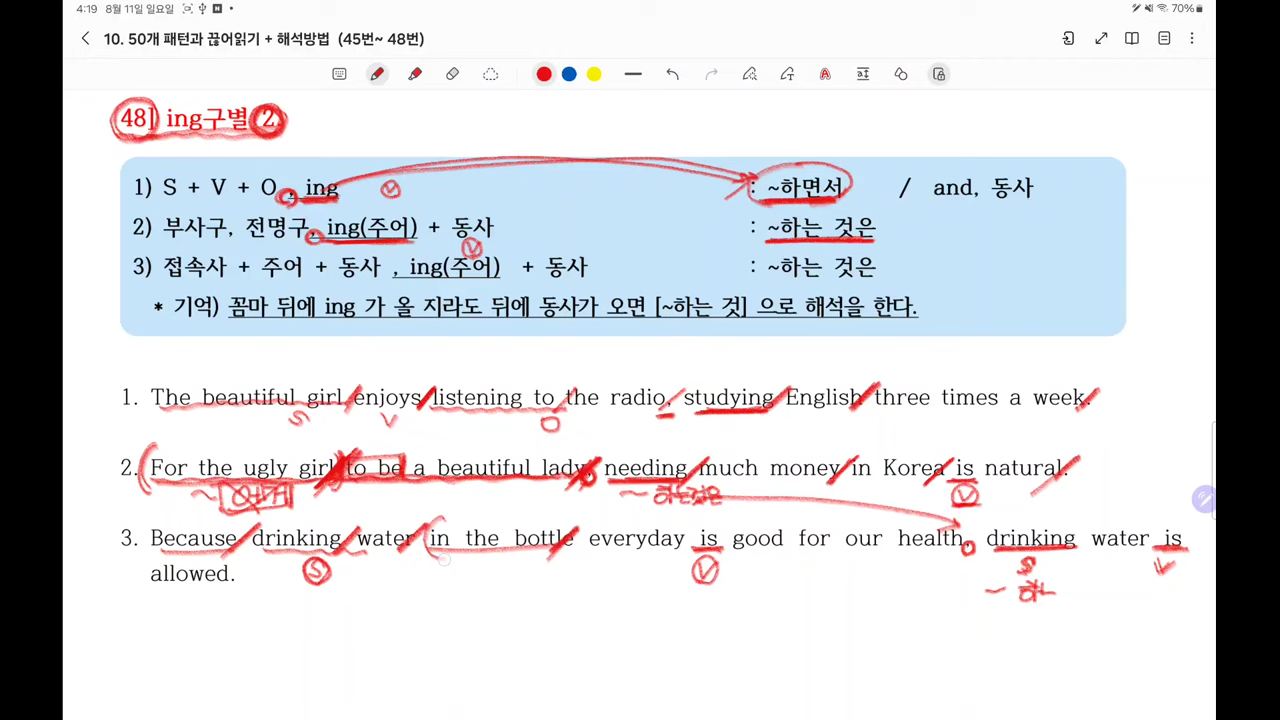 4:19 8월 11일 일요일 70%
10. 50개 패턴과 끊어읽기 + 해석방법 (45번~ 48번)
48] ing구별 2
1) S + V + O , ing : ~하면서 / and, 동사
V
2) 부사구, 전명구, ing(주어) + 동사 : ~하는 것은
V
3) 접속사 + 주어 + 동사 , ing(주어) + 동사 : ~하는 것은
* 기억) 꼼마 뒤에 ing 가 올 지라도 뒤에 동사가 오면 [~하는 것] 으로 해석을 한다.
1. The beautiful girl enjoys listening to the radio, studying English three times a week.
S V O
2. For the ugly girl to be a beautiful lady, needing much money in Korea is natural.
~하는것은 V
3. Because drinking water in the bottle everyday is good for our health, drinking water is
allowed.
S V S V
~ 하~